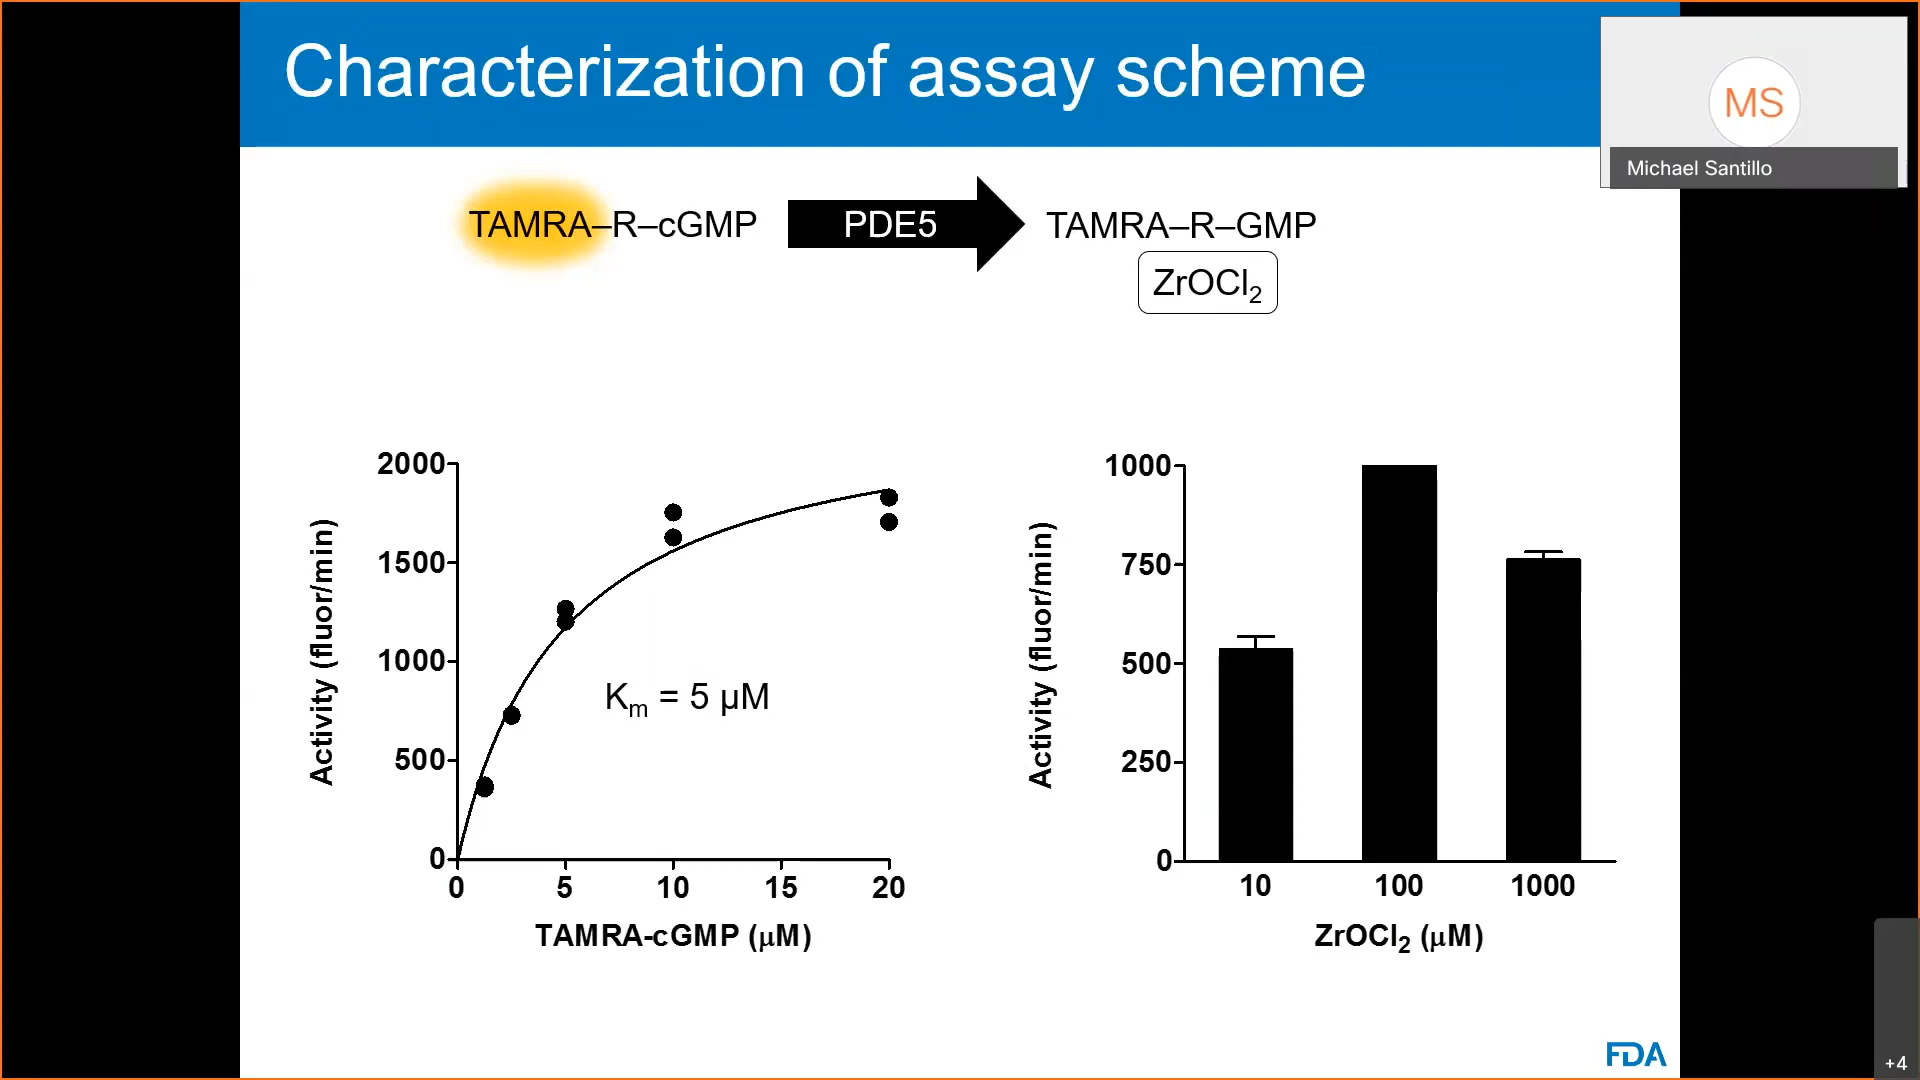 Characterization of assay scheme
MS
Michael Santillo
TAMRA–R–cGMP
PDE5
TAMRA–R–GMP
ZrOCl₂
2000
1500
1000
500
0
0 5 10 15 20
Activity (fluor/min)
Kₘ = 5 µM
TAMRA-cGMP (µM)
1000
750
500
250
0
10 100 1000
Activity (fluor/min)
ZrOCl₂ (µM)
FDA
+4